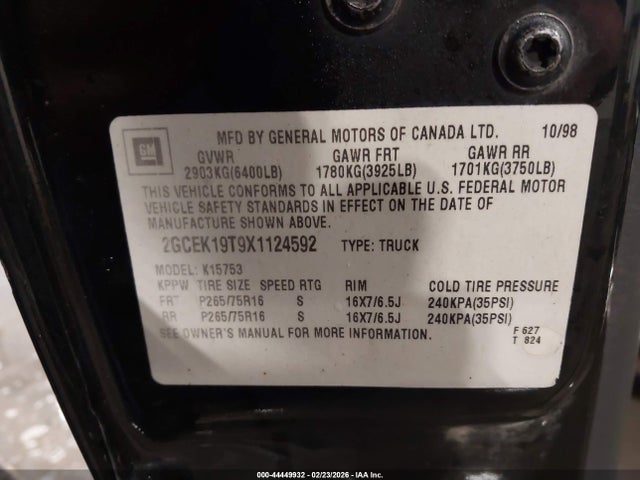 GM
MFD BY GENERAL MOTORS OF CANADA LTD. 10/98
GVWR GAWR FRT GAWR RR
2903KG(6400LB) 1780KG(3925LB) 1701KG(3750LB)
THIS VEHICLE CONFORMS TO ALL APPLICABLE U.S. FEDERAL MOTOR
VEHICLE SAFETY STANDARDS IN EFFECT ON THE DATE OF
MANUFACTURE SHOWN ABOVE.
2GCEK19T9X1124592 TYPE: TRUCK
MODEL: K15753
KPPW TIRE SIZE SPEED RTG RIM COLD TIRE PRESSURE
FRT P265/75R16 S 16X7/6.5J 240KPA(35PSI)
RR P265/75R16 S 16X7/6.5J 240KPA(35PSI)
SEE OWNER'S MANUAL FOR MORE INFORMATION.
F 627
T 824
000-44449932 - 02/23/2026 - IAA Inc.